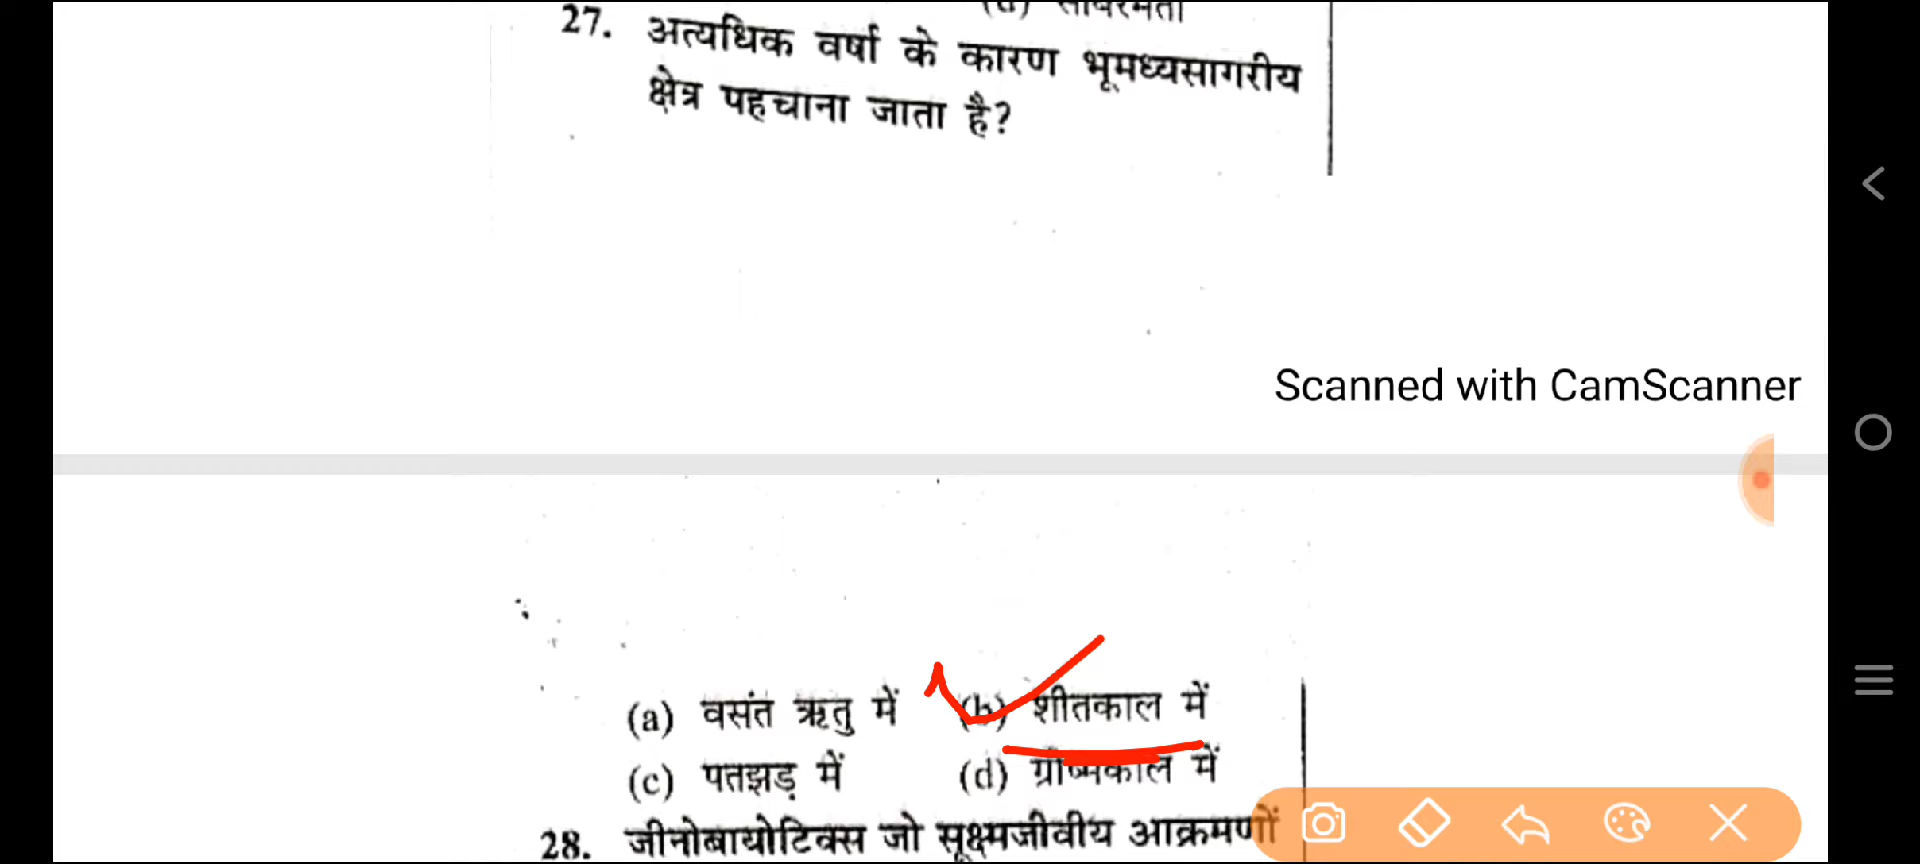 27. अत्यधिक वर्षा के कारण भूमध्यसागरीय
क्षेत्र पहचाना जाता है?
Scanned with CamScanner
(a) वसंत ऋतु में (b) शीतकाल में
(c) पतझड़ में (d) ग्रीष्मकाल में
28. जीनोबायोटिक्स जो सूक्ष्मजीवीय आक्रमणों